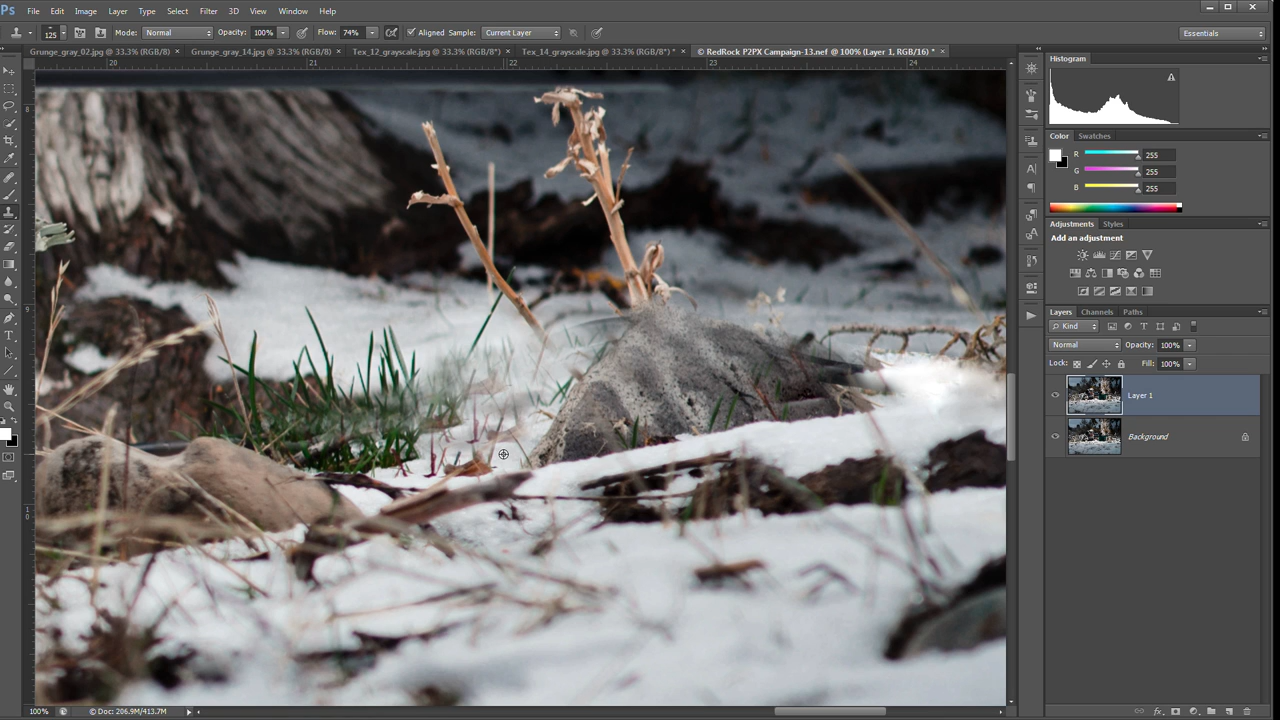 Ps File Edit Image Layer Type Select Filter 3D View Window Help
125 Mode: Normal Opacity: 100% Flow: 74% Aligned Sample: Current Layer Essentials
Grunge_gray_02.jpg @ 33.3% (RGB/8) × Grunge_gray_14.jpg @ 33.3% (RGB/8) × Tex_12_grayscale.jpg @ 33.3% (RGB/8*) × Tex_14_grayscale.jpg @ 33.3% (RGB/8*) * × © RedRock P2PX Campaign-13.nef @ 100% (Layer 1, RGB/16) * ×
20 21 22 23 24
8
9
10
Histogram
Color Swatches
R 255
G 255
B 255
Adjustments Styles
Add an adjustment
Layers Channels Paths
Kind
Normal Opacity: 100%
Lock: Fill: 100%
Layer 1
Background
100% © Doc: 206.9M/413.7M